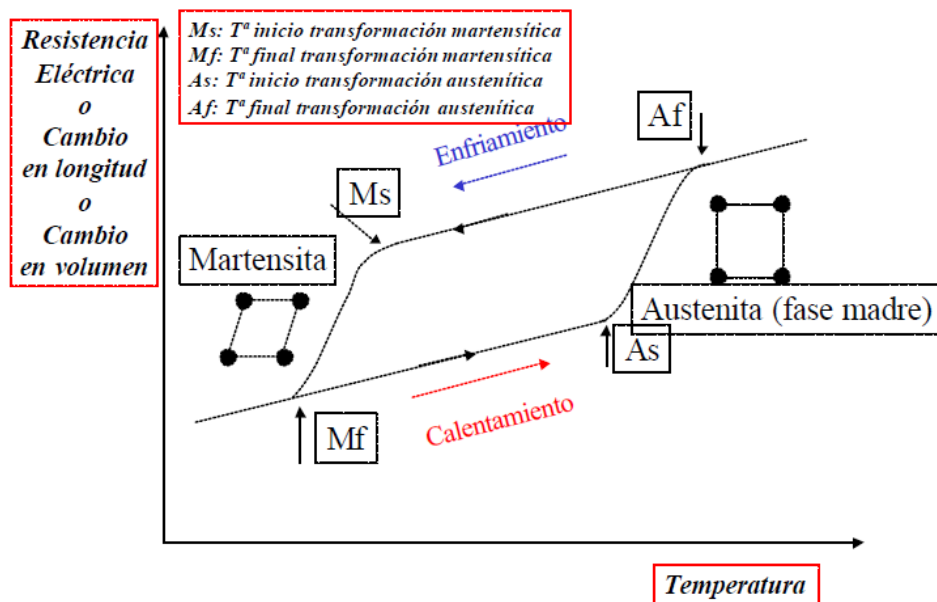 Resistencia
Eléctrica
o
Cambio
en longitud
o
Cambio
en volumen
Ms: Tª inicio transformación martensítica
Mf: Tª final transformación martensítica
As: Tª inicio transformación austenítica
Af: Tª final transformación austenítica
Enfriamiento
Af
Ms
Martensita
Austenita (fase madre)
As
Calentamiento
Mf
Temperatura